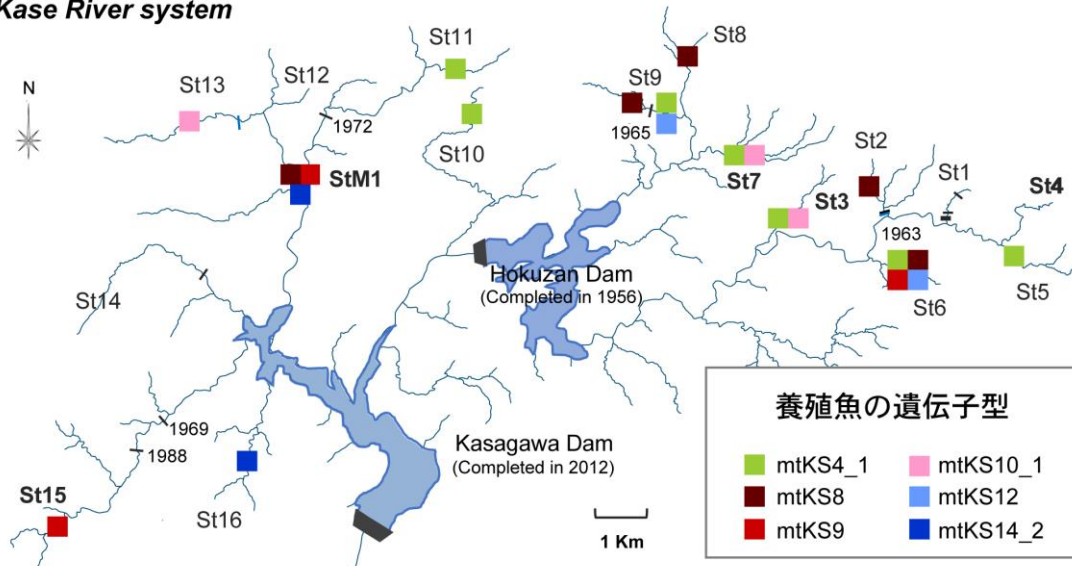 Kase River system
N
St13
St12
St11
St10
1972
StM1
St14
St9
St8
1965
St7
St3
St2
St1
St4
1963
St6
St5
Hokuzan Dam
(Completed in 1956)
Kasagawa Dam
(Completed in 2012)
1969
1988
St15
St16
1 Km
養殖魚の遺伝子型
mtKS4_1
mtKS10_1
mtKS8
mtKS12
mtKS9
mtKS14_2